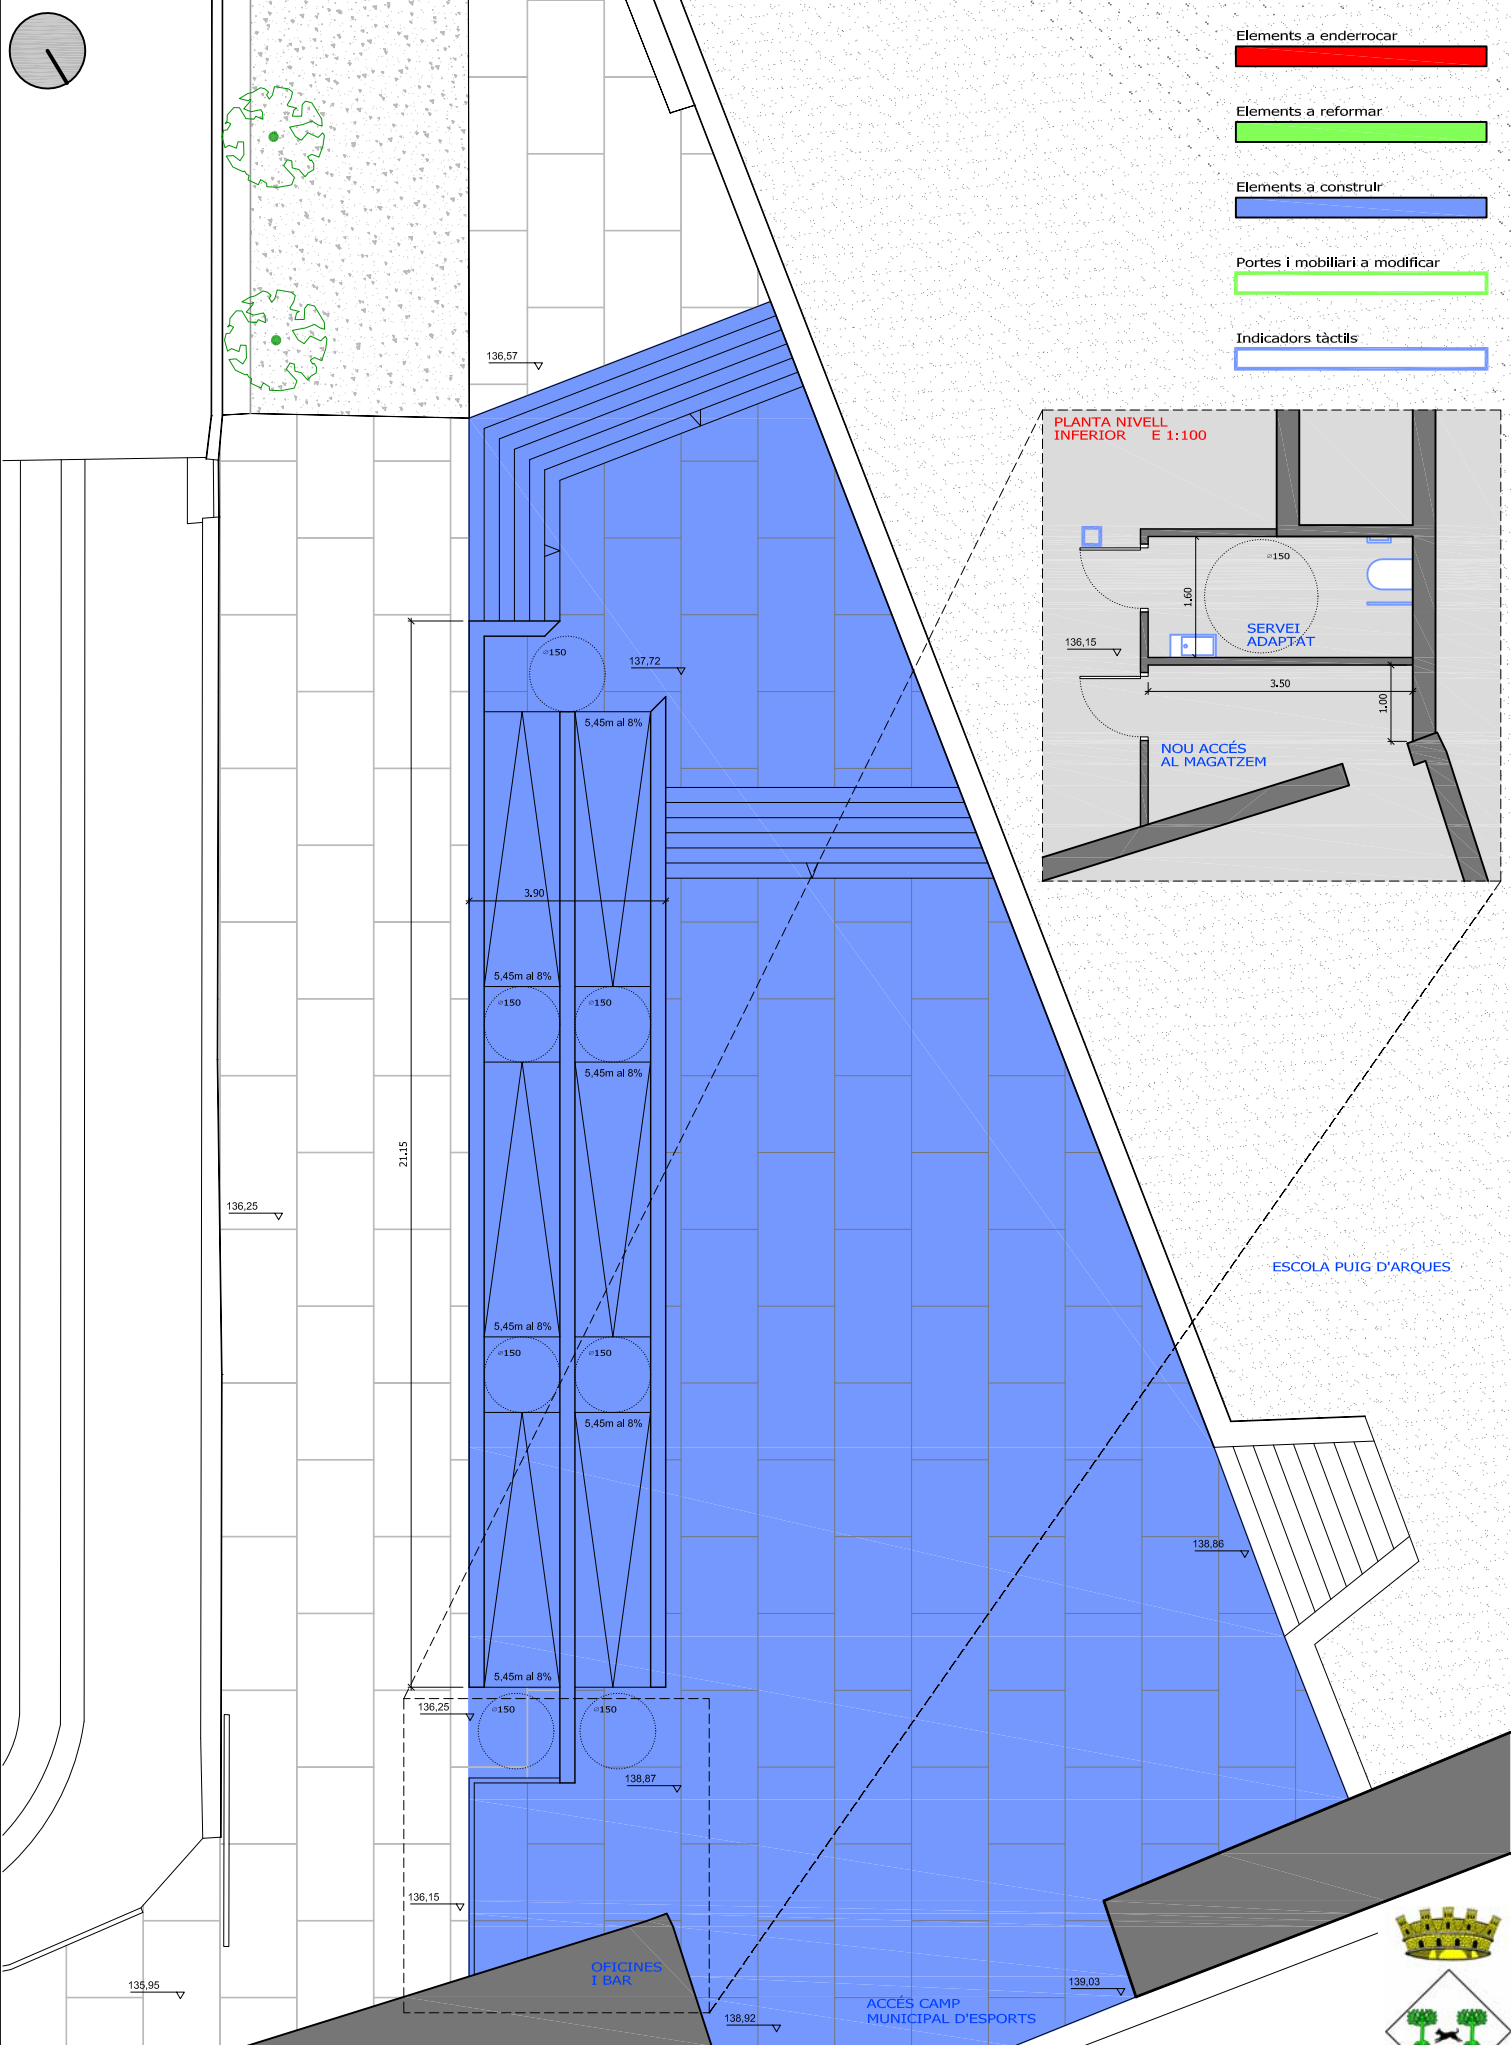 Elements a enderrocar
Elements a reformar
Elements a construir
Portes i mobiliari a modificar
Indicadors tàctils
136,57
PLANTA NIVELL
INFERIOR E 1:100
⌀150
1.60
SERVEI
ADAPTAT
136,15
3.50
1.00
NOU ACCÉS
AL MAGATZEM
⌀150
137,72
5,45m al 8%
3.90
5,45m al 8%
⌀150
⌀150
5,45m al 8%
21.15
136,25
ESCOLA PUIG D'ARQUES
5,45m al 8%
⌀150
⌀150
5,45m al 8%
138,86
5,45m al 8%
136,25
⌀150
⌀150
138,87
136,15
OFICINES
I BAR
135,95
139,03
ACCÉS CAMP
MUNICIPAL D'ESPORTS
138,92